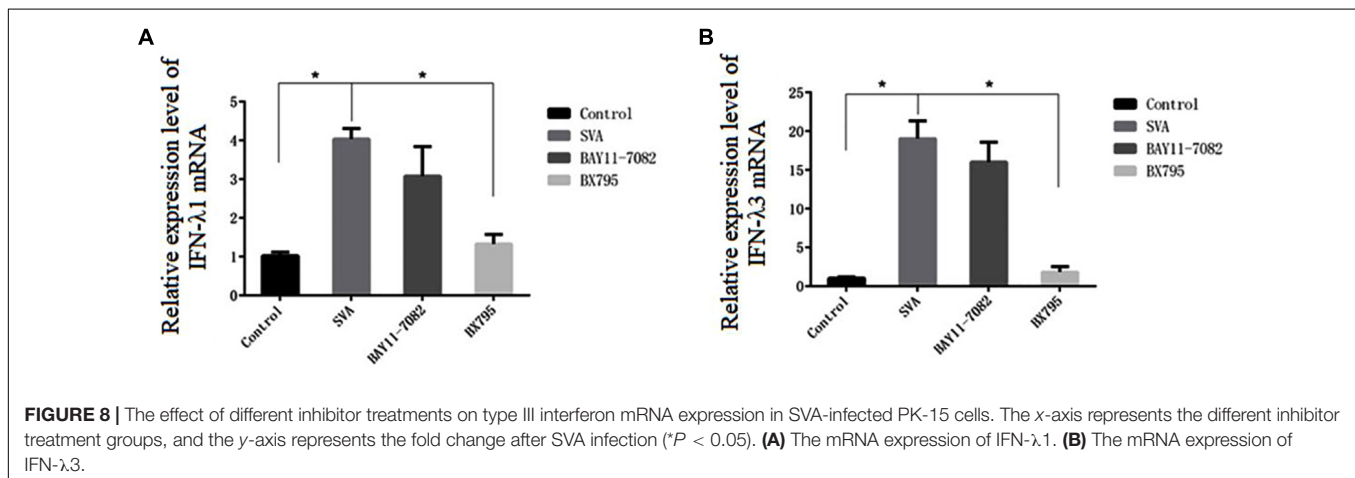 A
Relative expression level of
IFN-λ1 mRNA
*
*
5
4
3
2
1
0
Control
SVA
BAY11-7082
BX795
Control
SVA
BAY11-7082
BX795
B
Relative expression level of
IFN-λ3 mRNA
*
*
25
20
15
10
5
0
Control
SVA
BAY11-7082
BX795
Control
SVA
BAY11-7082
BX795
FIGURE 8 | The effect of different inhibitor treatments on type III interferon mRNA expression in SVA-infected PK-15 cells. The x-axis represents the different inhibitor
treatment groups, and the y-axis represents the fold change after SVA infection (*P < 0.05). (A) The mRNA expression of IFN-λ1. (B) The mRNA expression of
IFN-λ3.